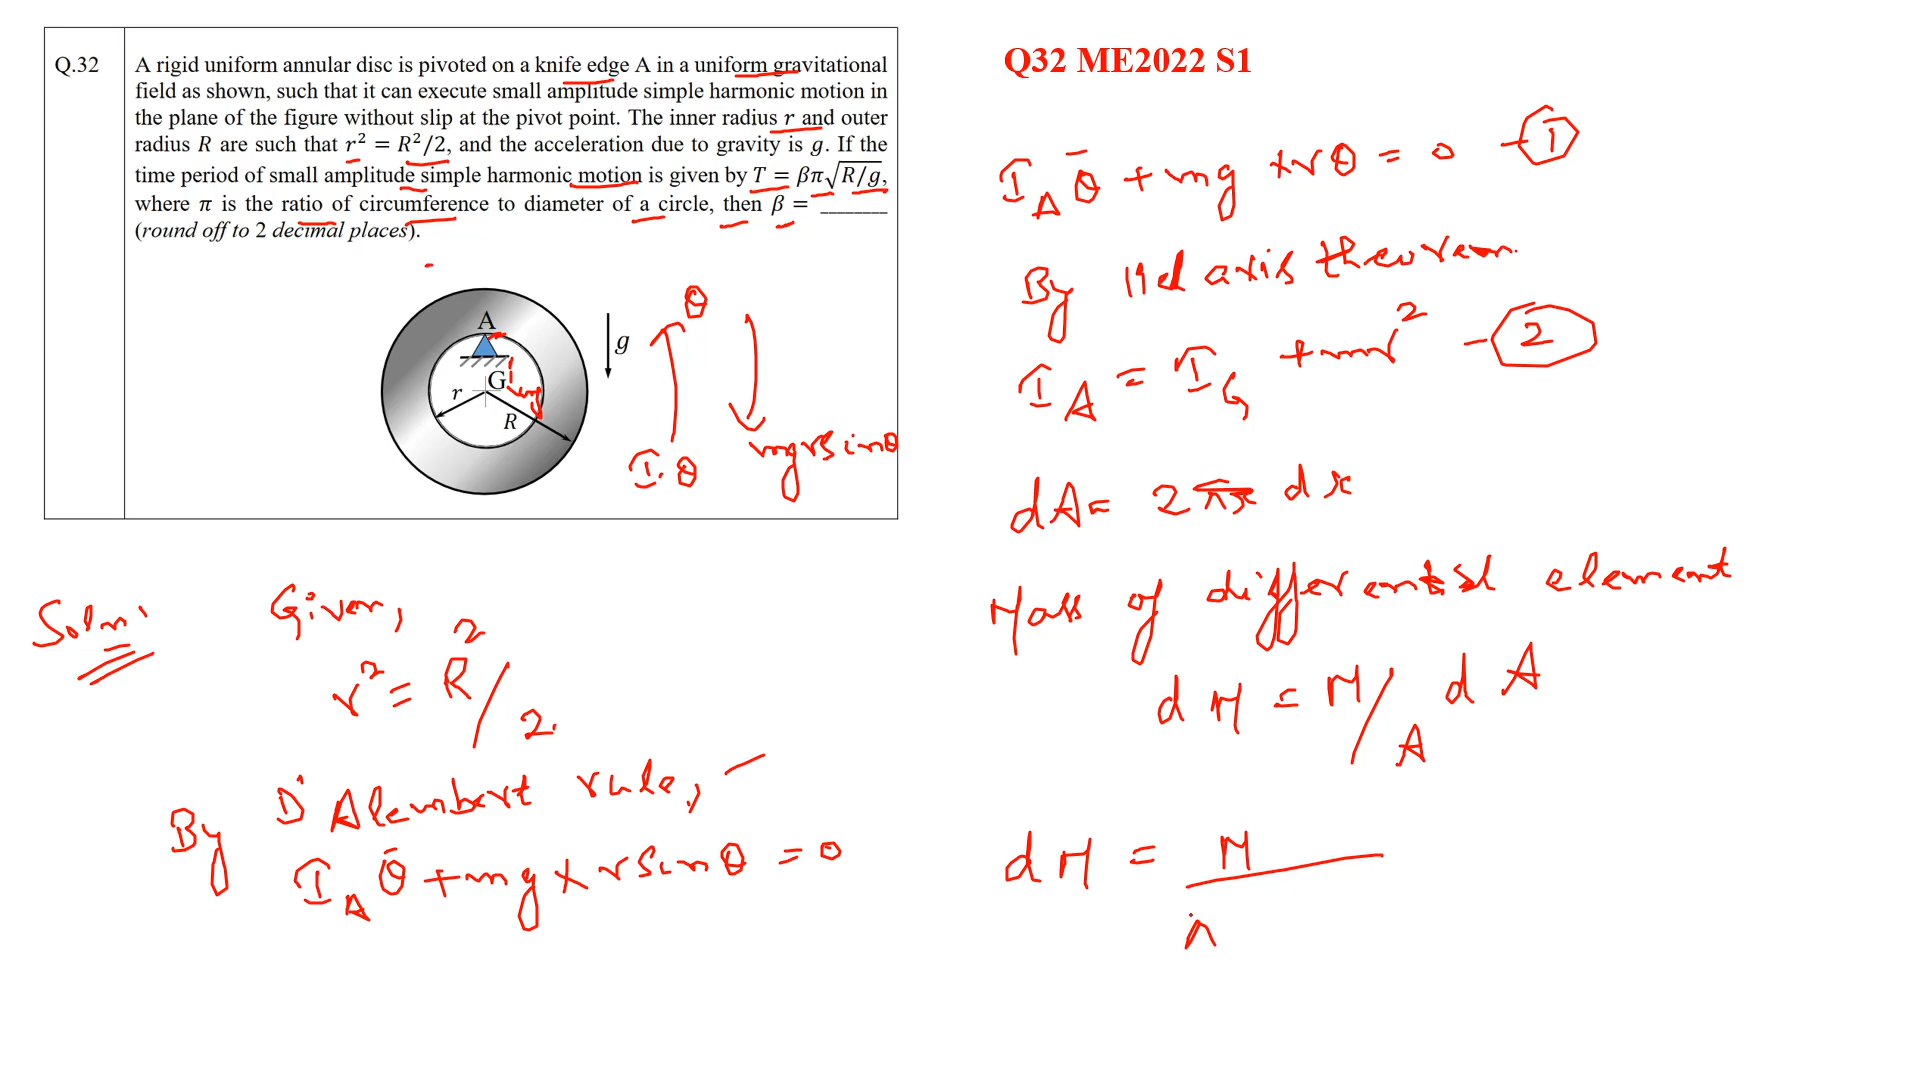 Q.32
A rigid uniform annular disc is pivoted on a knife edge A in a uniform gravitational
field as shown, such that it can execute small amplitude simple harmonic motion in
the plane of the figure without slip at the pivot point. The inner radius r and outer
radius R are such that r² = R²/2, and the acceleration due to gravity is g. If the
time period of small amplitude simple harmonic motion is given by T = βπ√R/g,
where π is the ratio of circumference to diameter of a circle, then β = ________
(round off to 2 decimal places).
A
G
r
R
g
mg
θ
I.θ
mgrsinθ
Soln:
Given,
r² = R²/2.
By D'Alembert rule,
I_A θ̈ + mg × r sin θ = 0
Q32 ME2022 S1
I_A θ̈ + mg × r θ = 0 - ①
By llel axis theorem.
I_A = I_G + mr² - ②
dA = 2πx dx
Mass of differential element
dM = M/A dA
dM = M